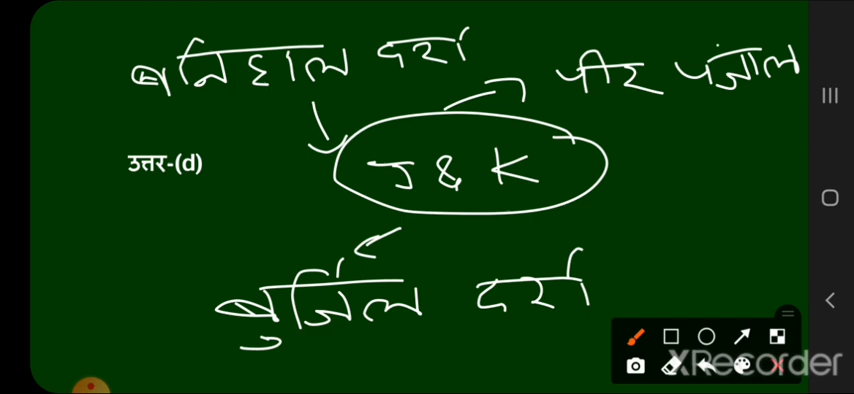 बनिहाल दर्रा पीर पंजाल
उत्तर-(d) J & K
बुर्जिल दर्रा
XRecorder